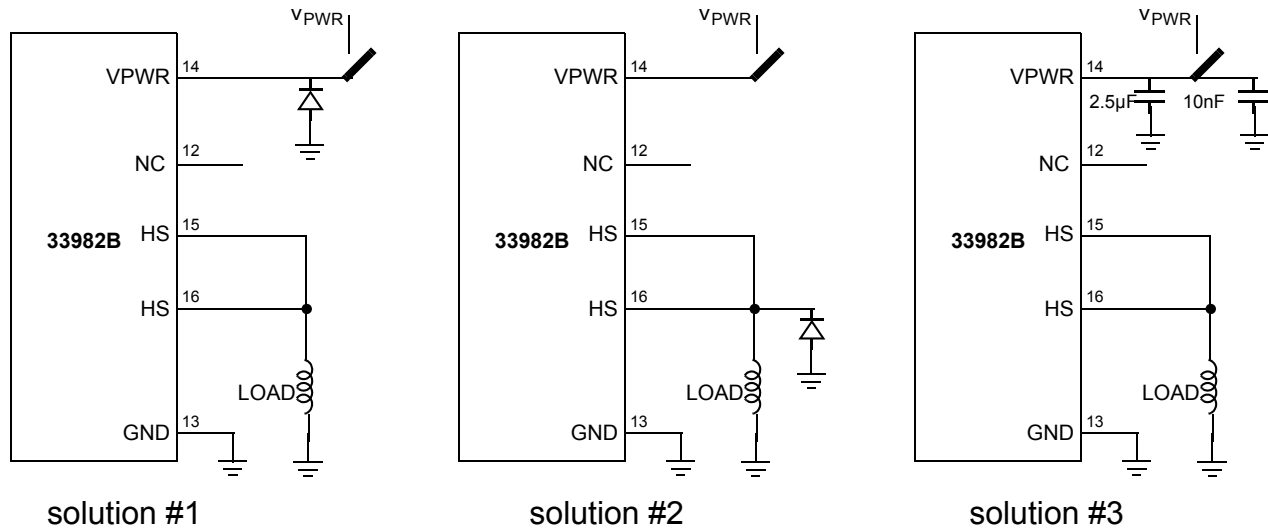 VPWR
VPWR
14
NC
12
33982B
HS
15
HS
16
LOAD
GND
13
solution #1
VPWR
VPWR
14
NC
12
33982B
HS
15
HS
16
LOAD
GND
13
solution #2
VPWR
VPWR
14
2.5µF
10nF
NC
12
33982B
HS
15
HS
16
LOAD
GND
13
solution #3